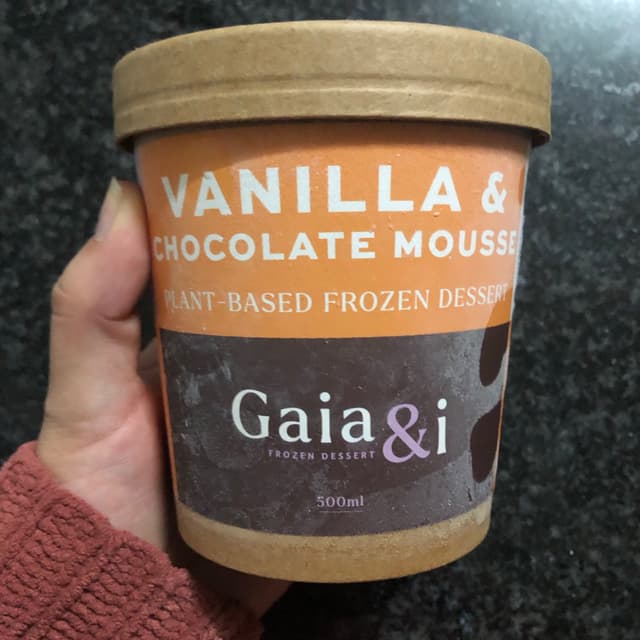 VANILLA &
CHOCOLATE MOUSSE
PLANT-BASED FROZEN DESSERT
Gaia&i
FROZEN DESSERT
500ml